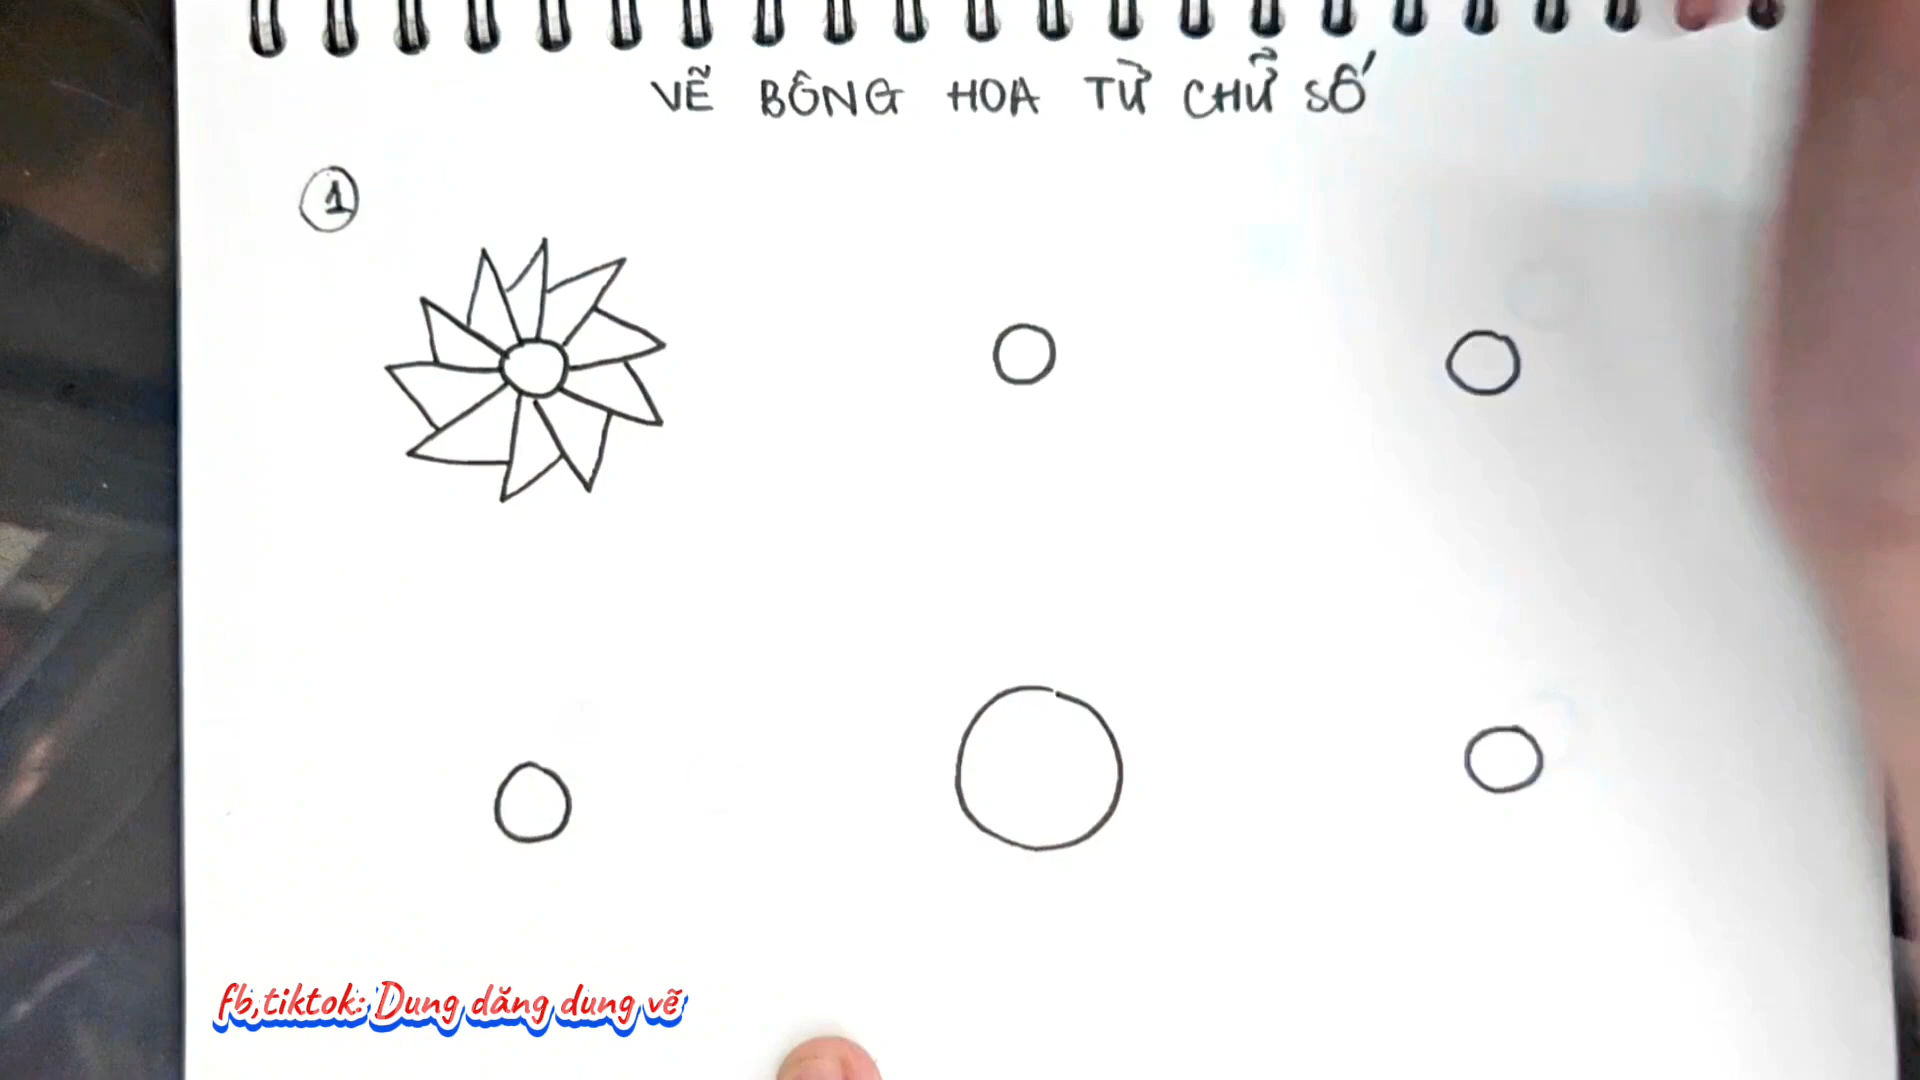 VẼ BÔNG HOA TỪ CHỮ SỐ
1
fb,tiktok: Dung dăng dung vẽ